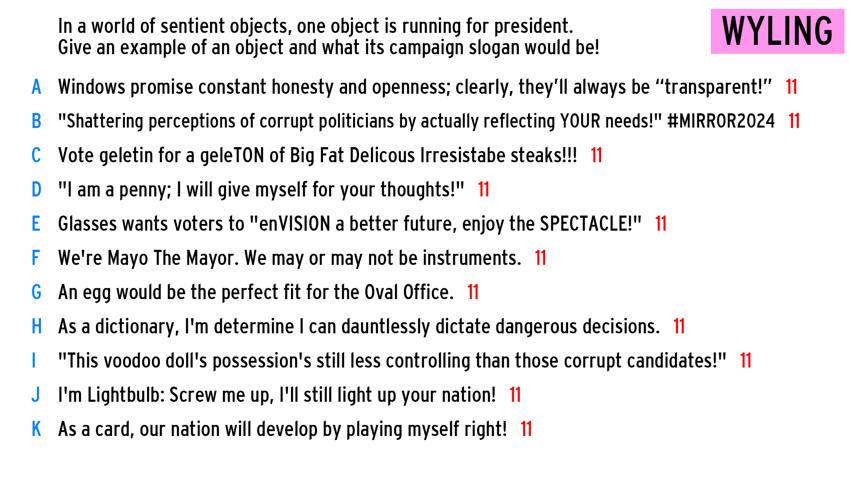 In a world of sentient objects, one object is running for president.
Give an example of an object and what its campaign slogan would be!
WYLING
A Windows promise constant honesty and openness; clearly, they'll always be “transparent!” 11
B "Shattering perceptions of corrupt politicians by actually reflecting YOUR needs!" #MIRROR2024 11
C Vote geletin for a geleTON of Big Fat Delicous Irresistabe steaks!!! 11
D "I am a penny; I will give myself for your thoughts!" 11
E Glasses wants voters to "enVISION a better future, enjoy the SPECTACLE!" 11
F We're Mayo The Mayor. We may or may not be instruments. 11
G An egg would be the perfect fit for the Oval Office. 11
H As a dictionary, I'm determine I can dauntlessly dictate dangerous decisions. 11
I "This voodoo doll's possession's still less controlling than those corrupt candidates!" 11
J I'm Lightbulb: Screw me up, I'll still light up your nation! 11
K As a card, our nation will develop by playing myself right! 11